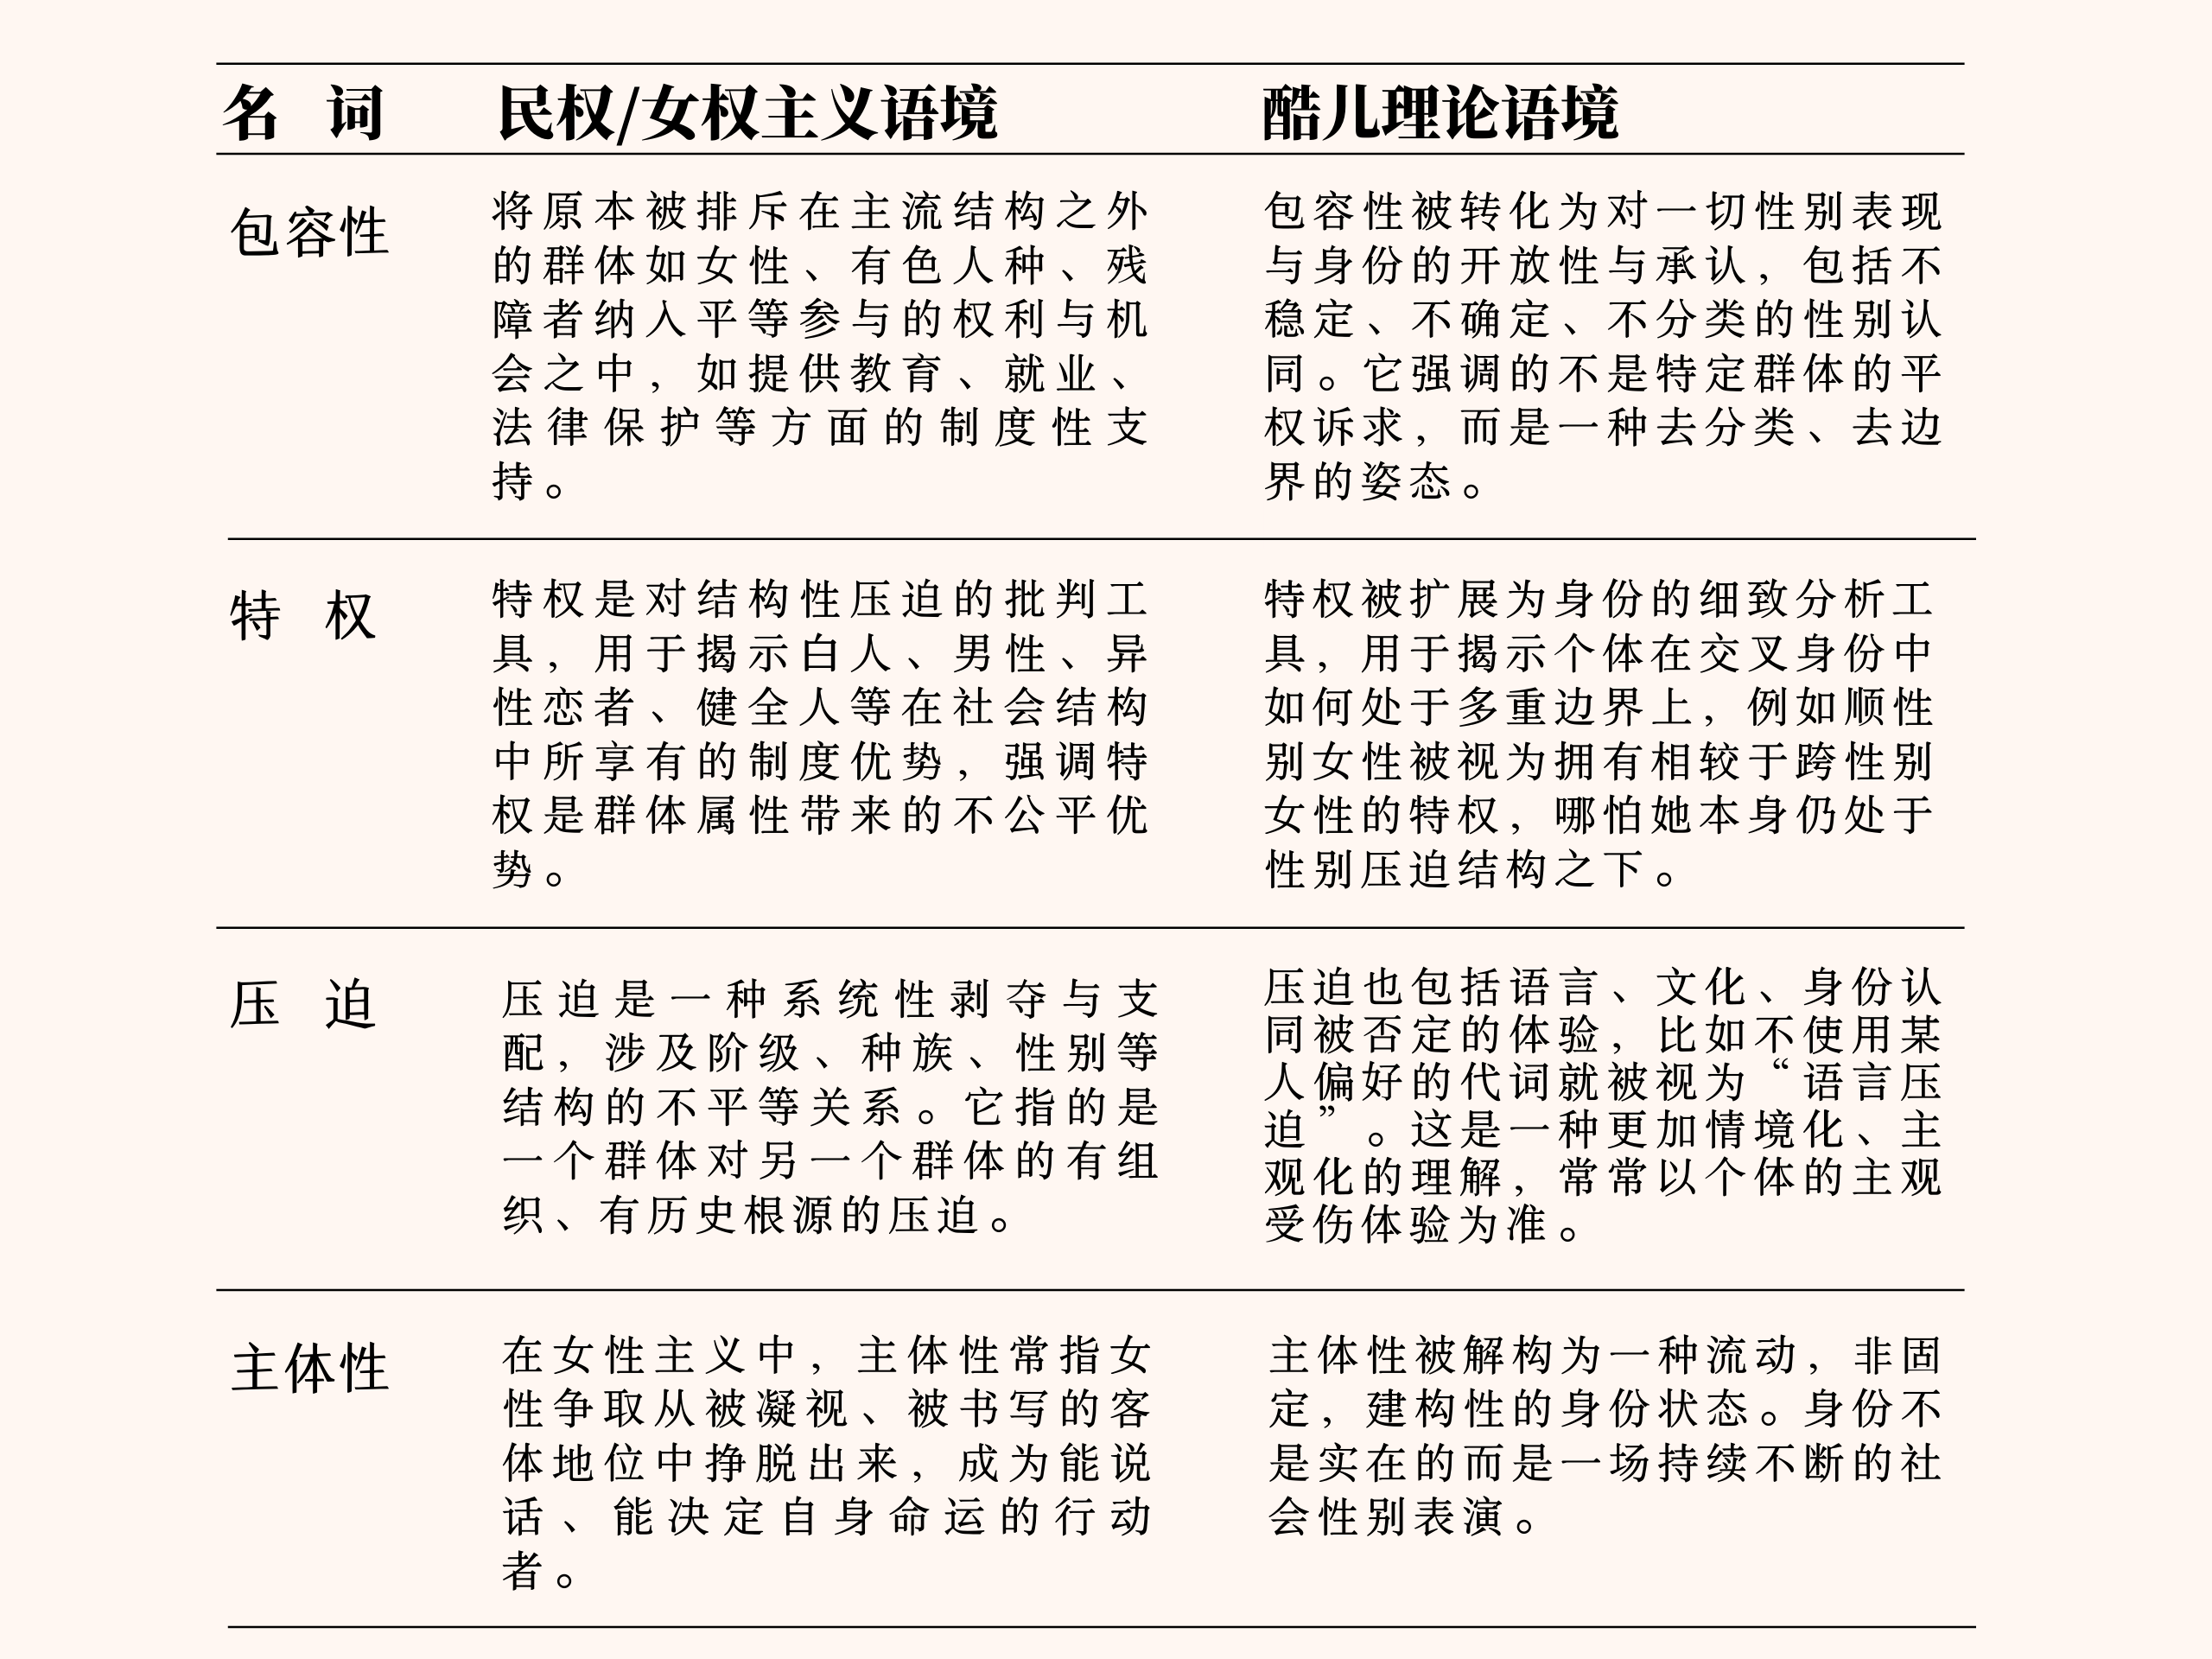 名 词 民权/女权主义语境 酷儿理论语境
包容性
将原本被排斥在主流结构之外
的群体如女性、有色人种、残
障者纳入平等参与的权利与机
会之中，如提供教育、就业、
法律保护等方面的制度性支
持。
包容性被转化为对一切性别表现
与身份的开放性与承认，包括不
稳定、不确定、不分类的性别认
同。它强调的不是特定群体的平
权诉求，而是一种去分类、去边
界的姿态。
特 权
特权是对结构性压迫的批判工
具，用于揭示白人、男性、异
性恋者、健全人等在社会结构
中所享有的制度优势，强调特
权是群体属性带来的不公平优
势。
特权被扩展为身份的细致分析工
具，用于揭示个体在交叉身份中
如何处于多重边界上，例如顺性
别女性被视为拥有相较于跨性别
女性的特权，哪怕她本身仍处于
性别压迫结构之下。
压 迫
压迫是一种系统性剥夺与支
配，涉及阶级、种族、性别等
结构的不平等关系。它指的是
一个群体对另一个群体的有组
织、有历史根源的压迫。
压迫也包括语言、文化、身份认
同被否定的体验，比如不使用某
人偏好的代词就被视为“语言压
迫”。这是一种更加情境化、主
观化的理解，常常以个体的主观
受伤体验为准。
主体性
在女性主义中，主体性常指女
性争取从被凝视、被书写的客
体地位中挣脱出来，成为能说
话、能决定自身命运的行动
者。
主体性被解构为一种流动，非固
定，建构性的身份状态。身份不
是实在的而是一场持续不断的社
会性别表演。